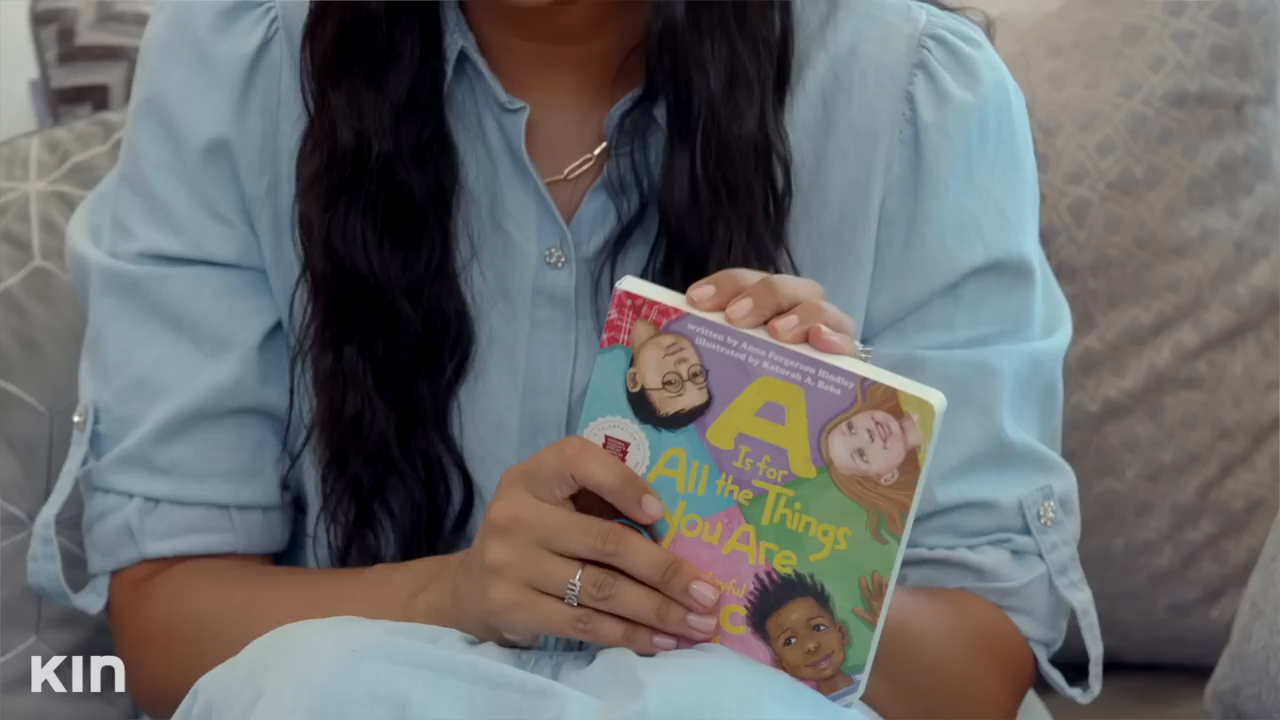 written by Anna Forgerson Hindley
illustrated by Keturah A. Bobo
A
Is for
All the Things
You Are
KIN